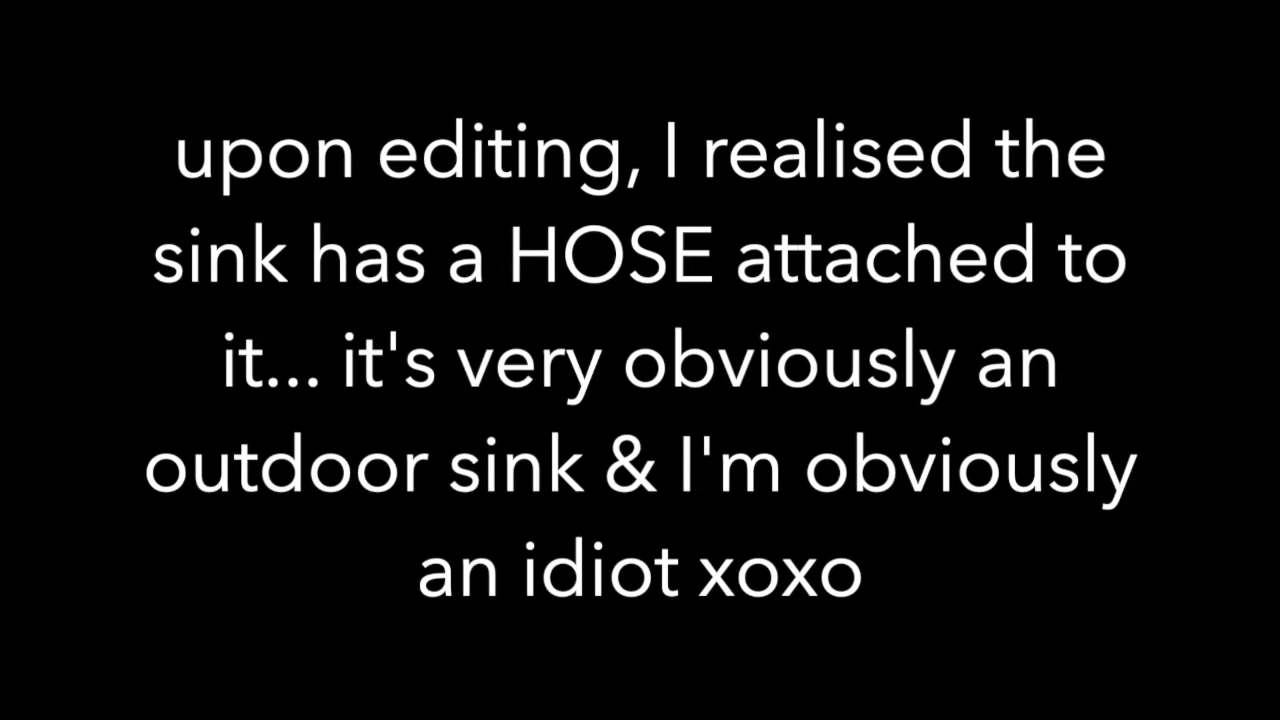 upon editing, I realised the
sink has a HOSE attached to
it... it's very obviously an
outdoor sink & I'm obviously
an idiot xoxo